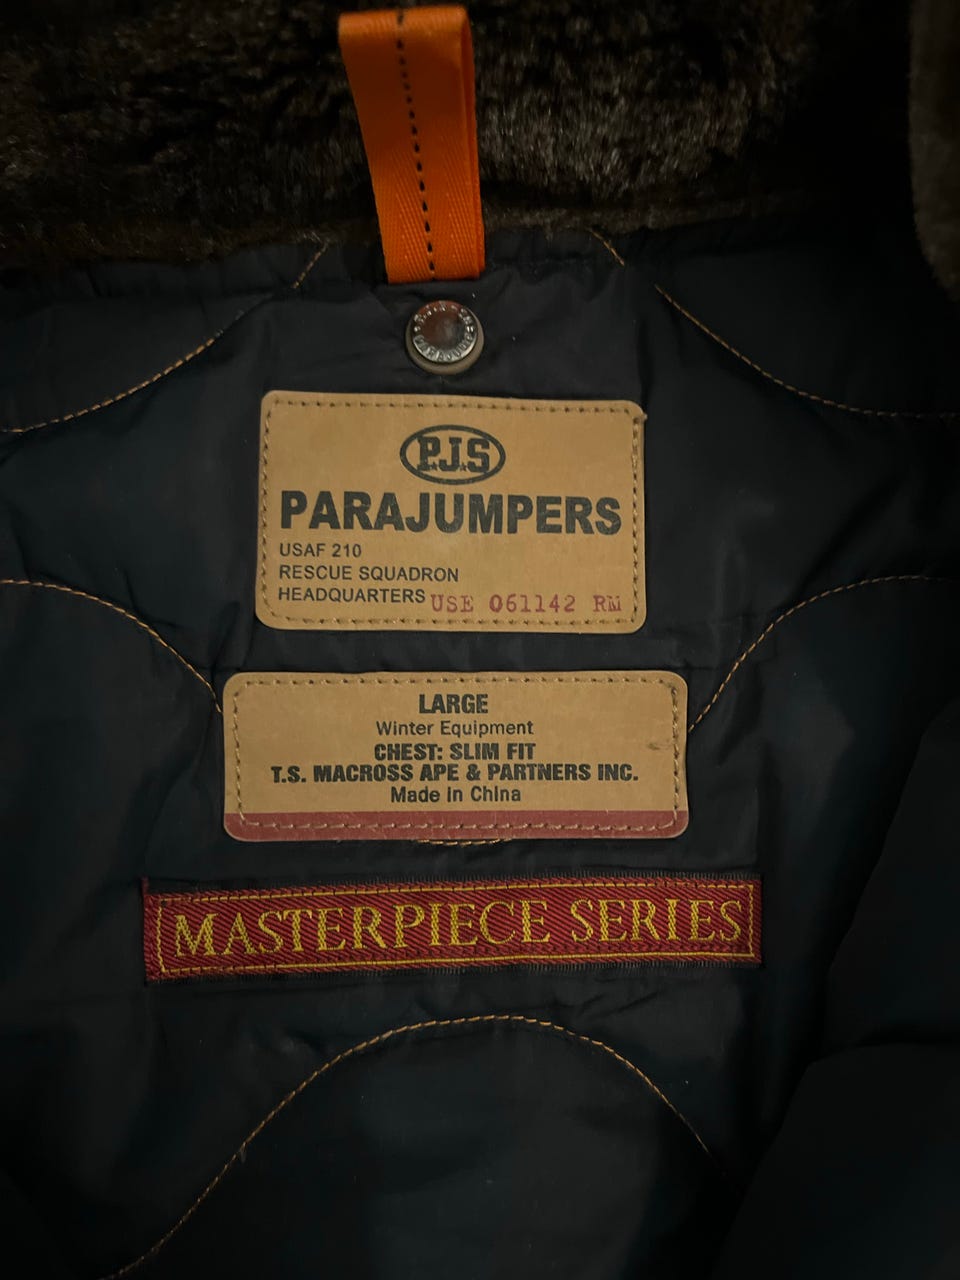 P.J.S
PARAJUMPERS
USAF 210
RESCUE SQUADRON
HEADQUARTERS USE 061142 RM
LARGE
Winter Equipment
CHEST: SLIM FIT
T.S. MACROSS APE & PARTNERS INC.
Made in China
MASTERPIECE SERIES